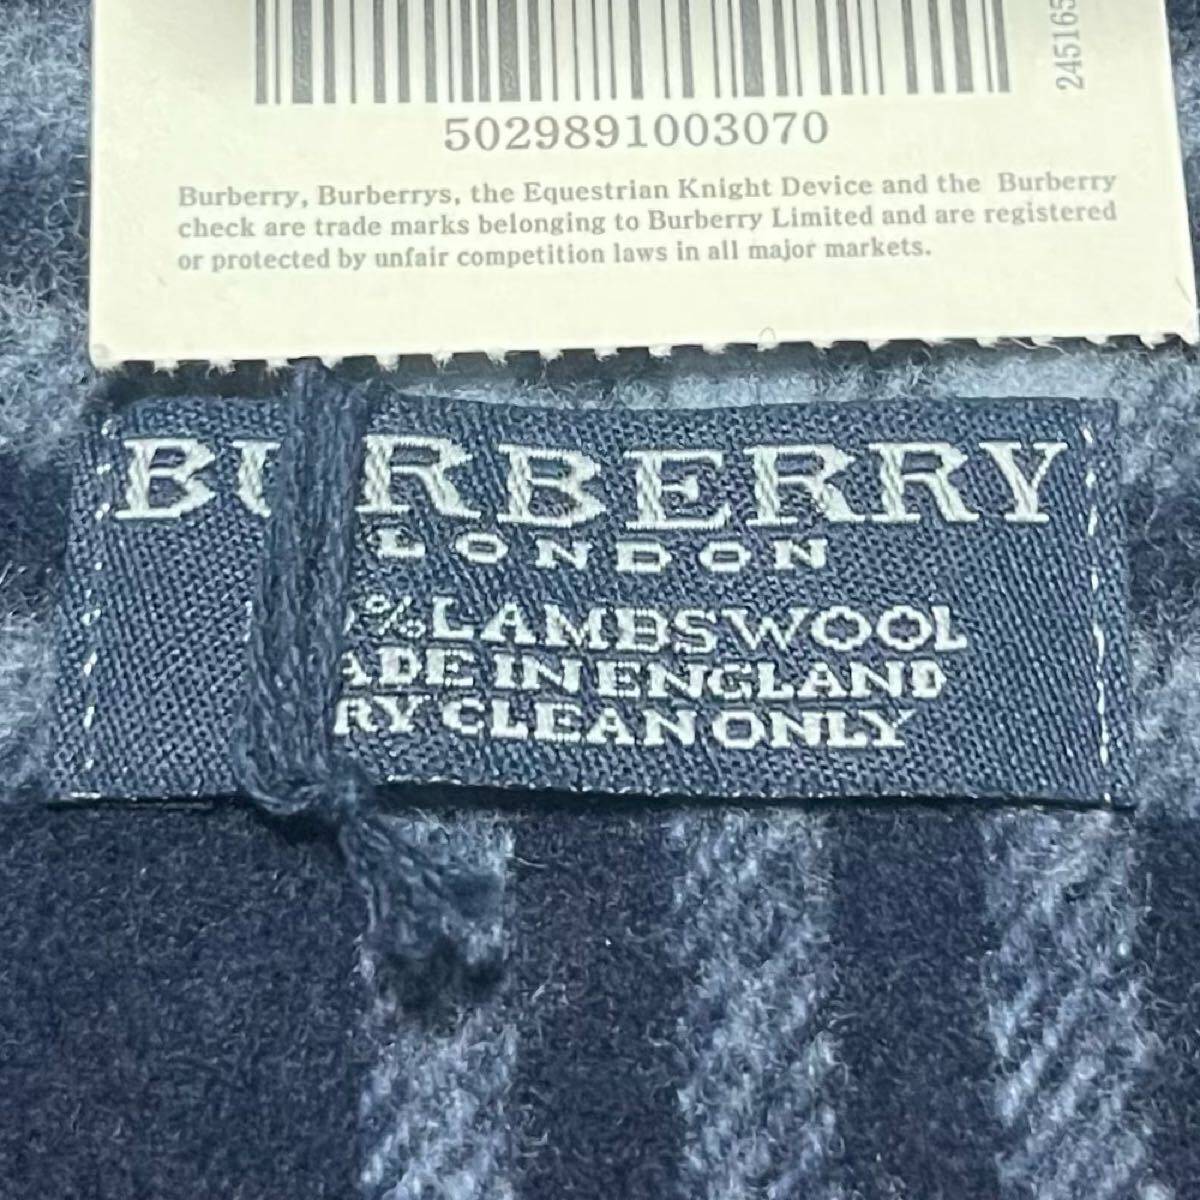 245165
5029891003070
Burberry, Burberrys, the Equestrian Knight Device and the Burberry
check are trade marks belonging to Burberry Limited and are registered
or protected by unfair competition laws in all major markets.
BURBERRY
LONDON
%LAMBSWOOL
ADE IN ENGLAND
RY CLEAN ONLY